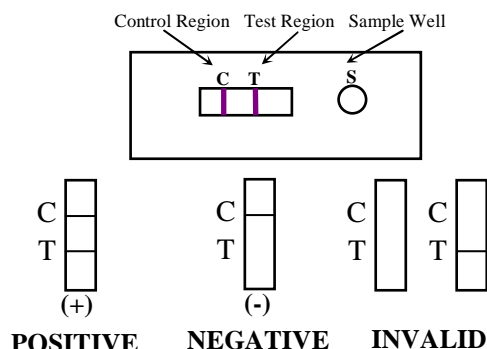 Control Region Test Region Sample Well
C T S
C C C
T T T
(+) (-)
POSITIVE NEGATIVE INVALID